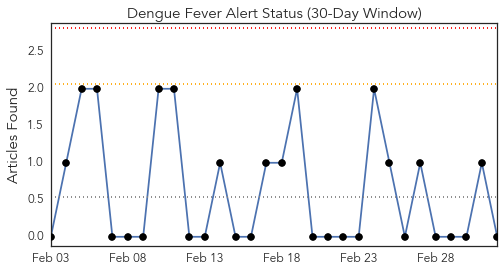 Dengue Fever Alert Status (30-Day Window)
Articles Found
2.5
2.0
1.5
1.0
0.5
0.0
Feb 03 Feb 08 Feb 13 Feb 18 Feb 23 Feb 28